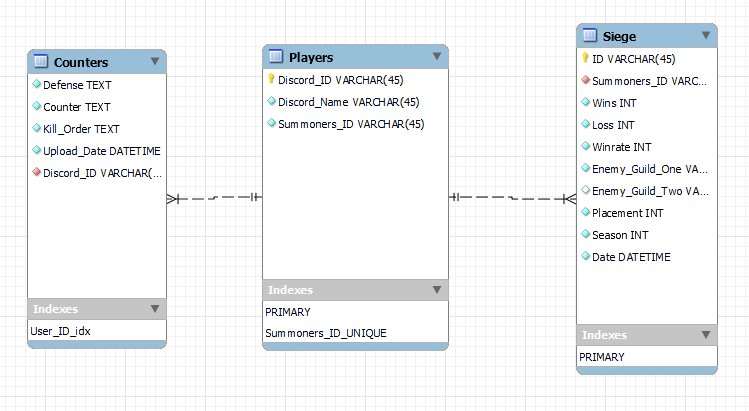 Counters
Defense TEXT
Counter TEXT
Kill_Order TEXT
Upload_Date DATETIME
Discord_ID VARCHAR(...
Indexes
User_ID_idx
Players
Discord_ID VARCHAR(45)
Discord_Name VARCHAR(45)
Summoners_ID VARCHAR(45)
Indexes
PRIMARY
Summoners_ID_UNIQUE
Siege
ID VARCHAR(45)
Summoners_ID VARC...
Wins INT
Loss INT
Winrate INT
Enemy_Guild_One VA...
Enemy_Guild_Two VA...
Placement INT
Season INT
Date DATETIME
Indexes
PRIMARY